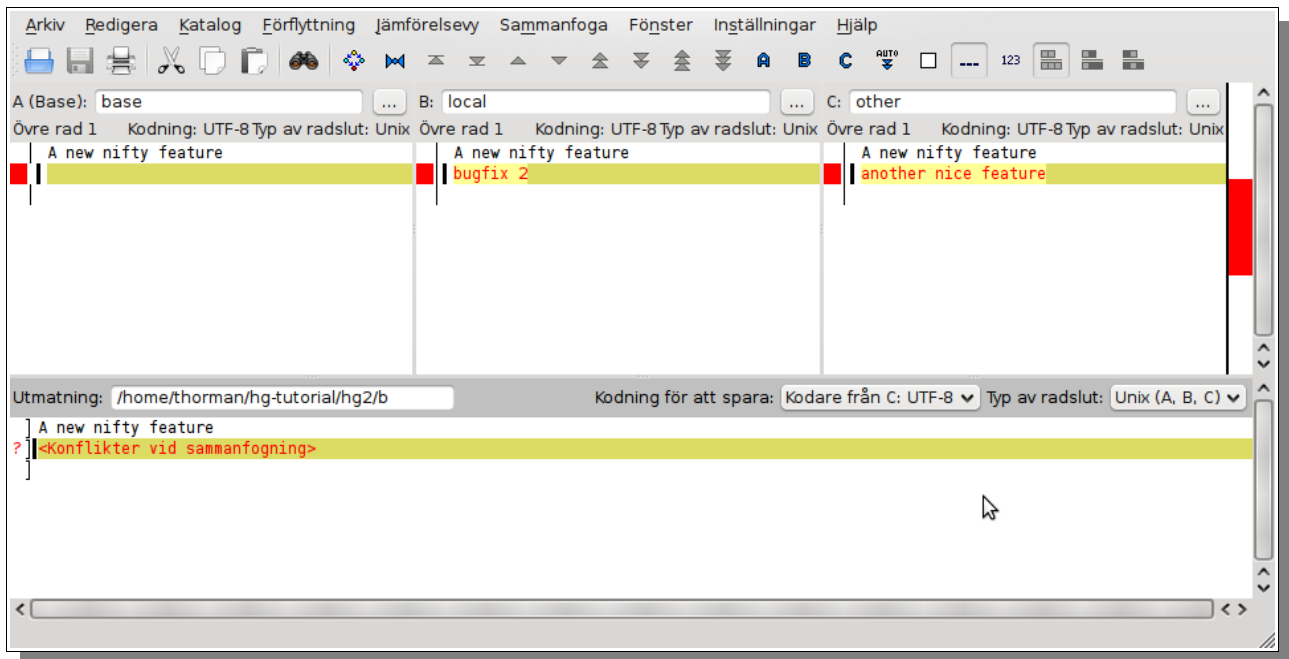 Arkiv Redigera Katalog Förflyttning Jämförelsevy Sammanfoga Fönster Inställningar Hjälp
A B C AUTO 123
A (Base): base ... B: local ... C: other ...
Övre rad 1 Kodning: UTF-8 Typ av radslut: Unix Övre rad 1 Kodning: UTF-8 Typ av radslut: Unix Övre rad 1 Kodning: UTF-8 Typ av radslut: Unix
A new nifty feature A new nifty feature A new nifty feature
bugfix 2 another nice feature
Utmatning: /home/thorman/hg-tutorial/hg2/b Kodning för att spara: Kodare från C: UTF-8 Typ av radslut: Unix (A, B, C)
] A new nifty feature
? ] <Konflikter vid sammanfogning>
]